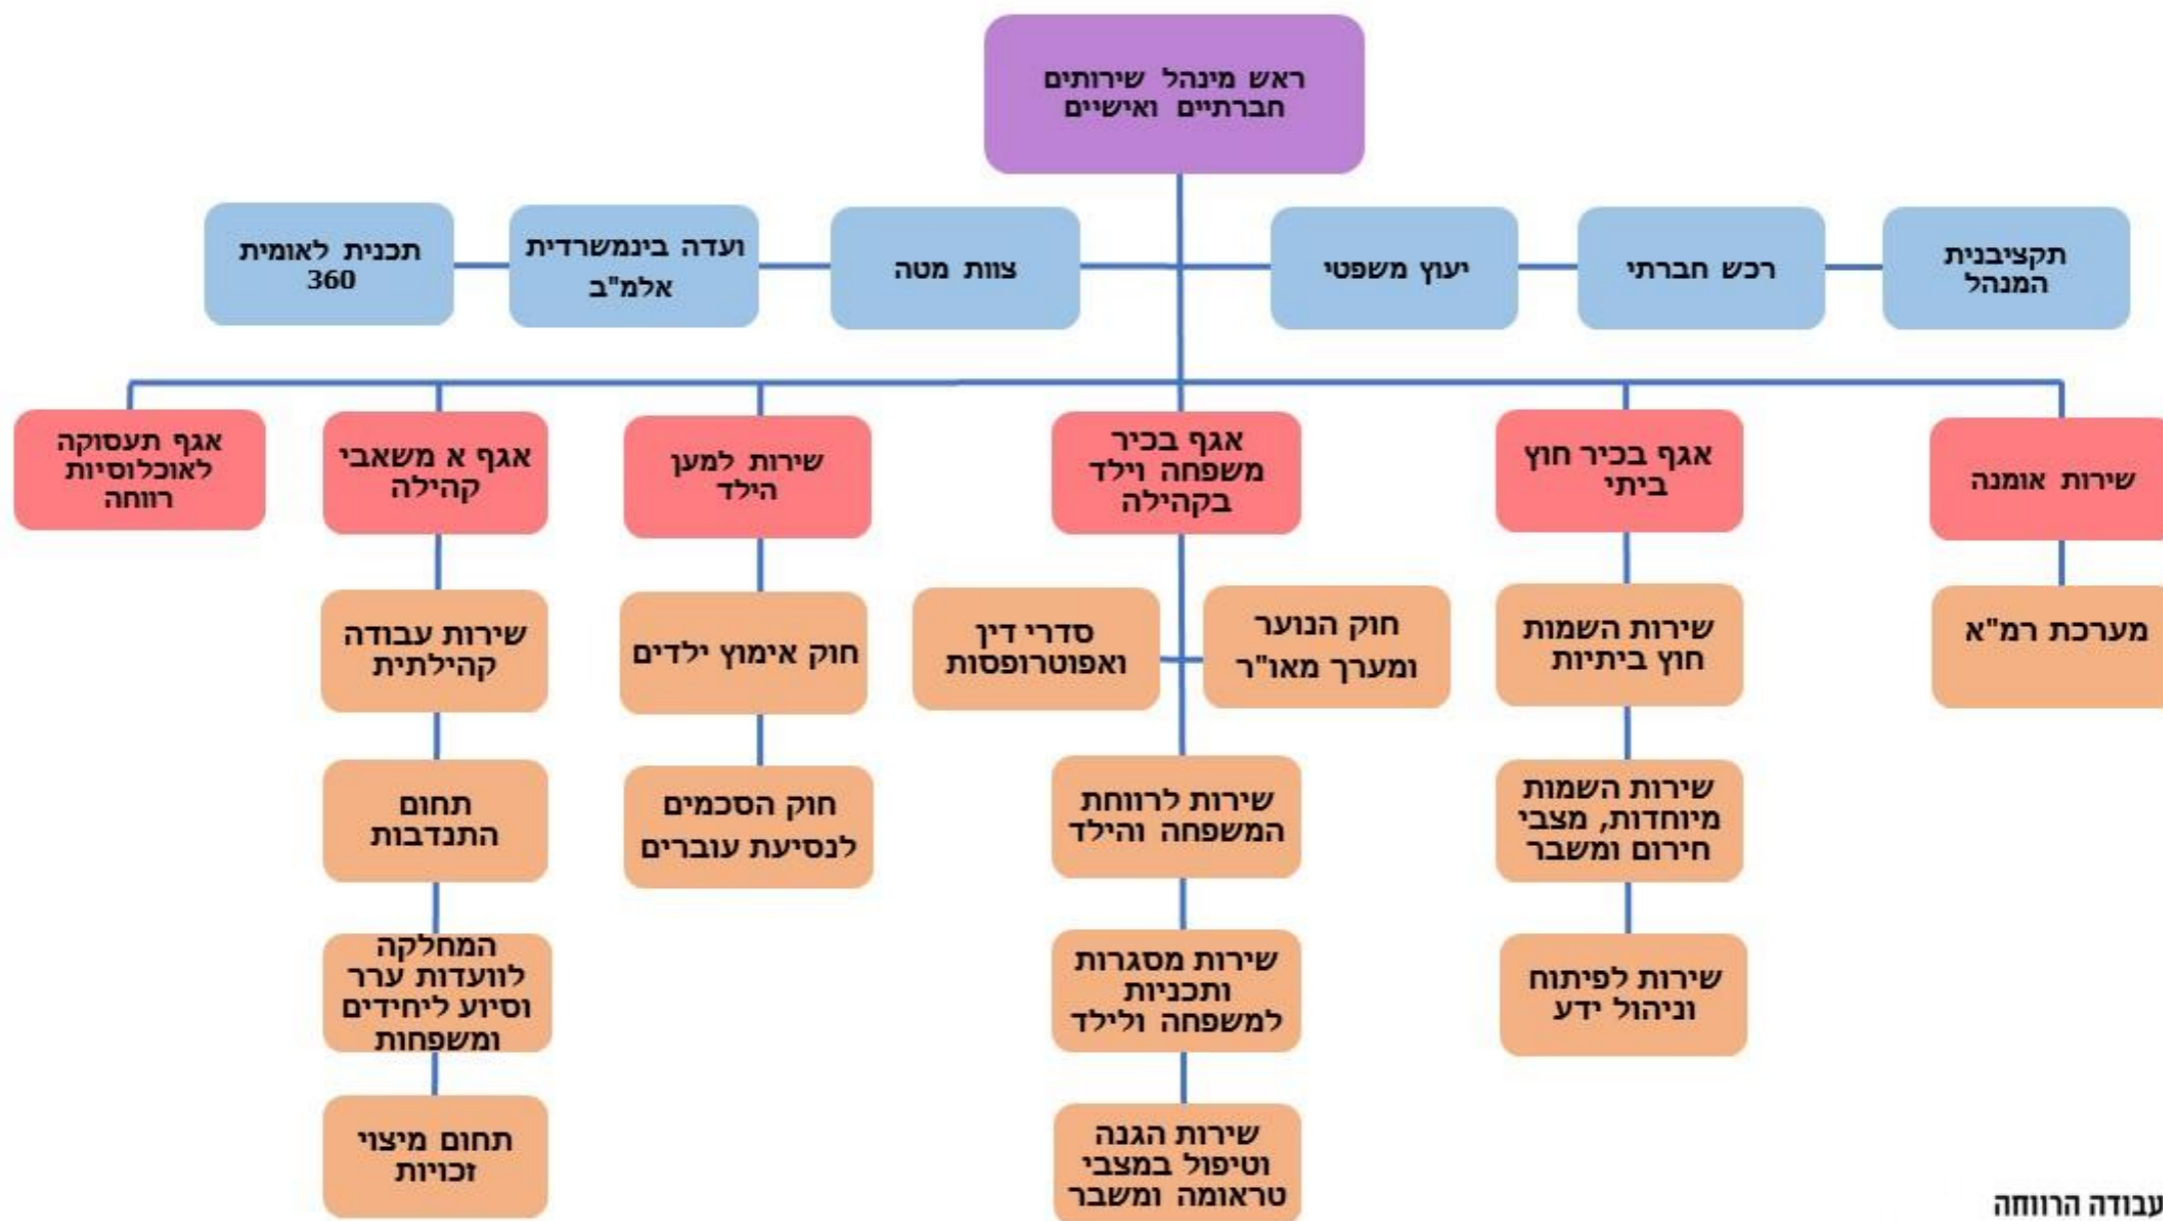 ראש מינהל שירותים
חברתיים ואישיים
תקציבנית
המנהל
רכש חברתי
יעוץ משפטי
צוות מטה
ועדה בינמשרדית
אלמ"ב
תכנית לאומית
360
שירות אומנה
אגף בכיר חוץ
ביתי
אגף בכיר
משפחה וילד
בקהילה
שירות למען
הילד
אגף א משאבי
קהילה
אגף תעסוקה
לאוכלוסיות
רווחה
מערכת רמ"א
שירות השמות
חוץ ביתיות
שירות השמות
מיוחדות, מצבי
חירום ומשבר
שירות לפיתוח
וניהול ידע
חוק הנוער
ומערך מאו"ר
סדרי דין
ואפוטרופסות
שירות לרווחת
המשפחה והילד
שירות מסגרות
ותכניות
למשפחה ולילד
שירות הגנה
וטיפול במצבי
טראומה ומשבר
חוק אימוץ ילדים
חוק הסכמים
לנסיעת עוברים
שירות עבודה
קהילתית
תחום
התנדבות
המחלקה
לוועדות ערר
וסיוע ליחידים
ומשפחות
תחום מיצוי
זכויות
עבודה הרווחה